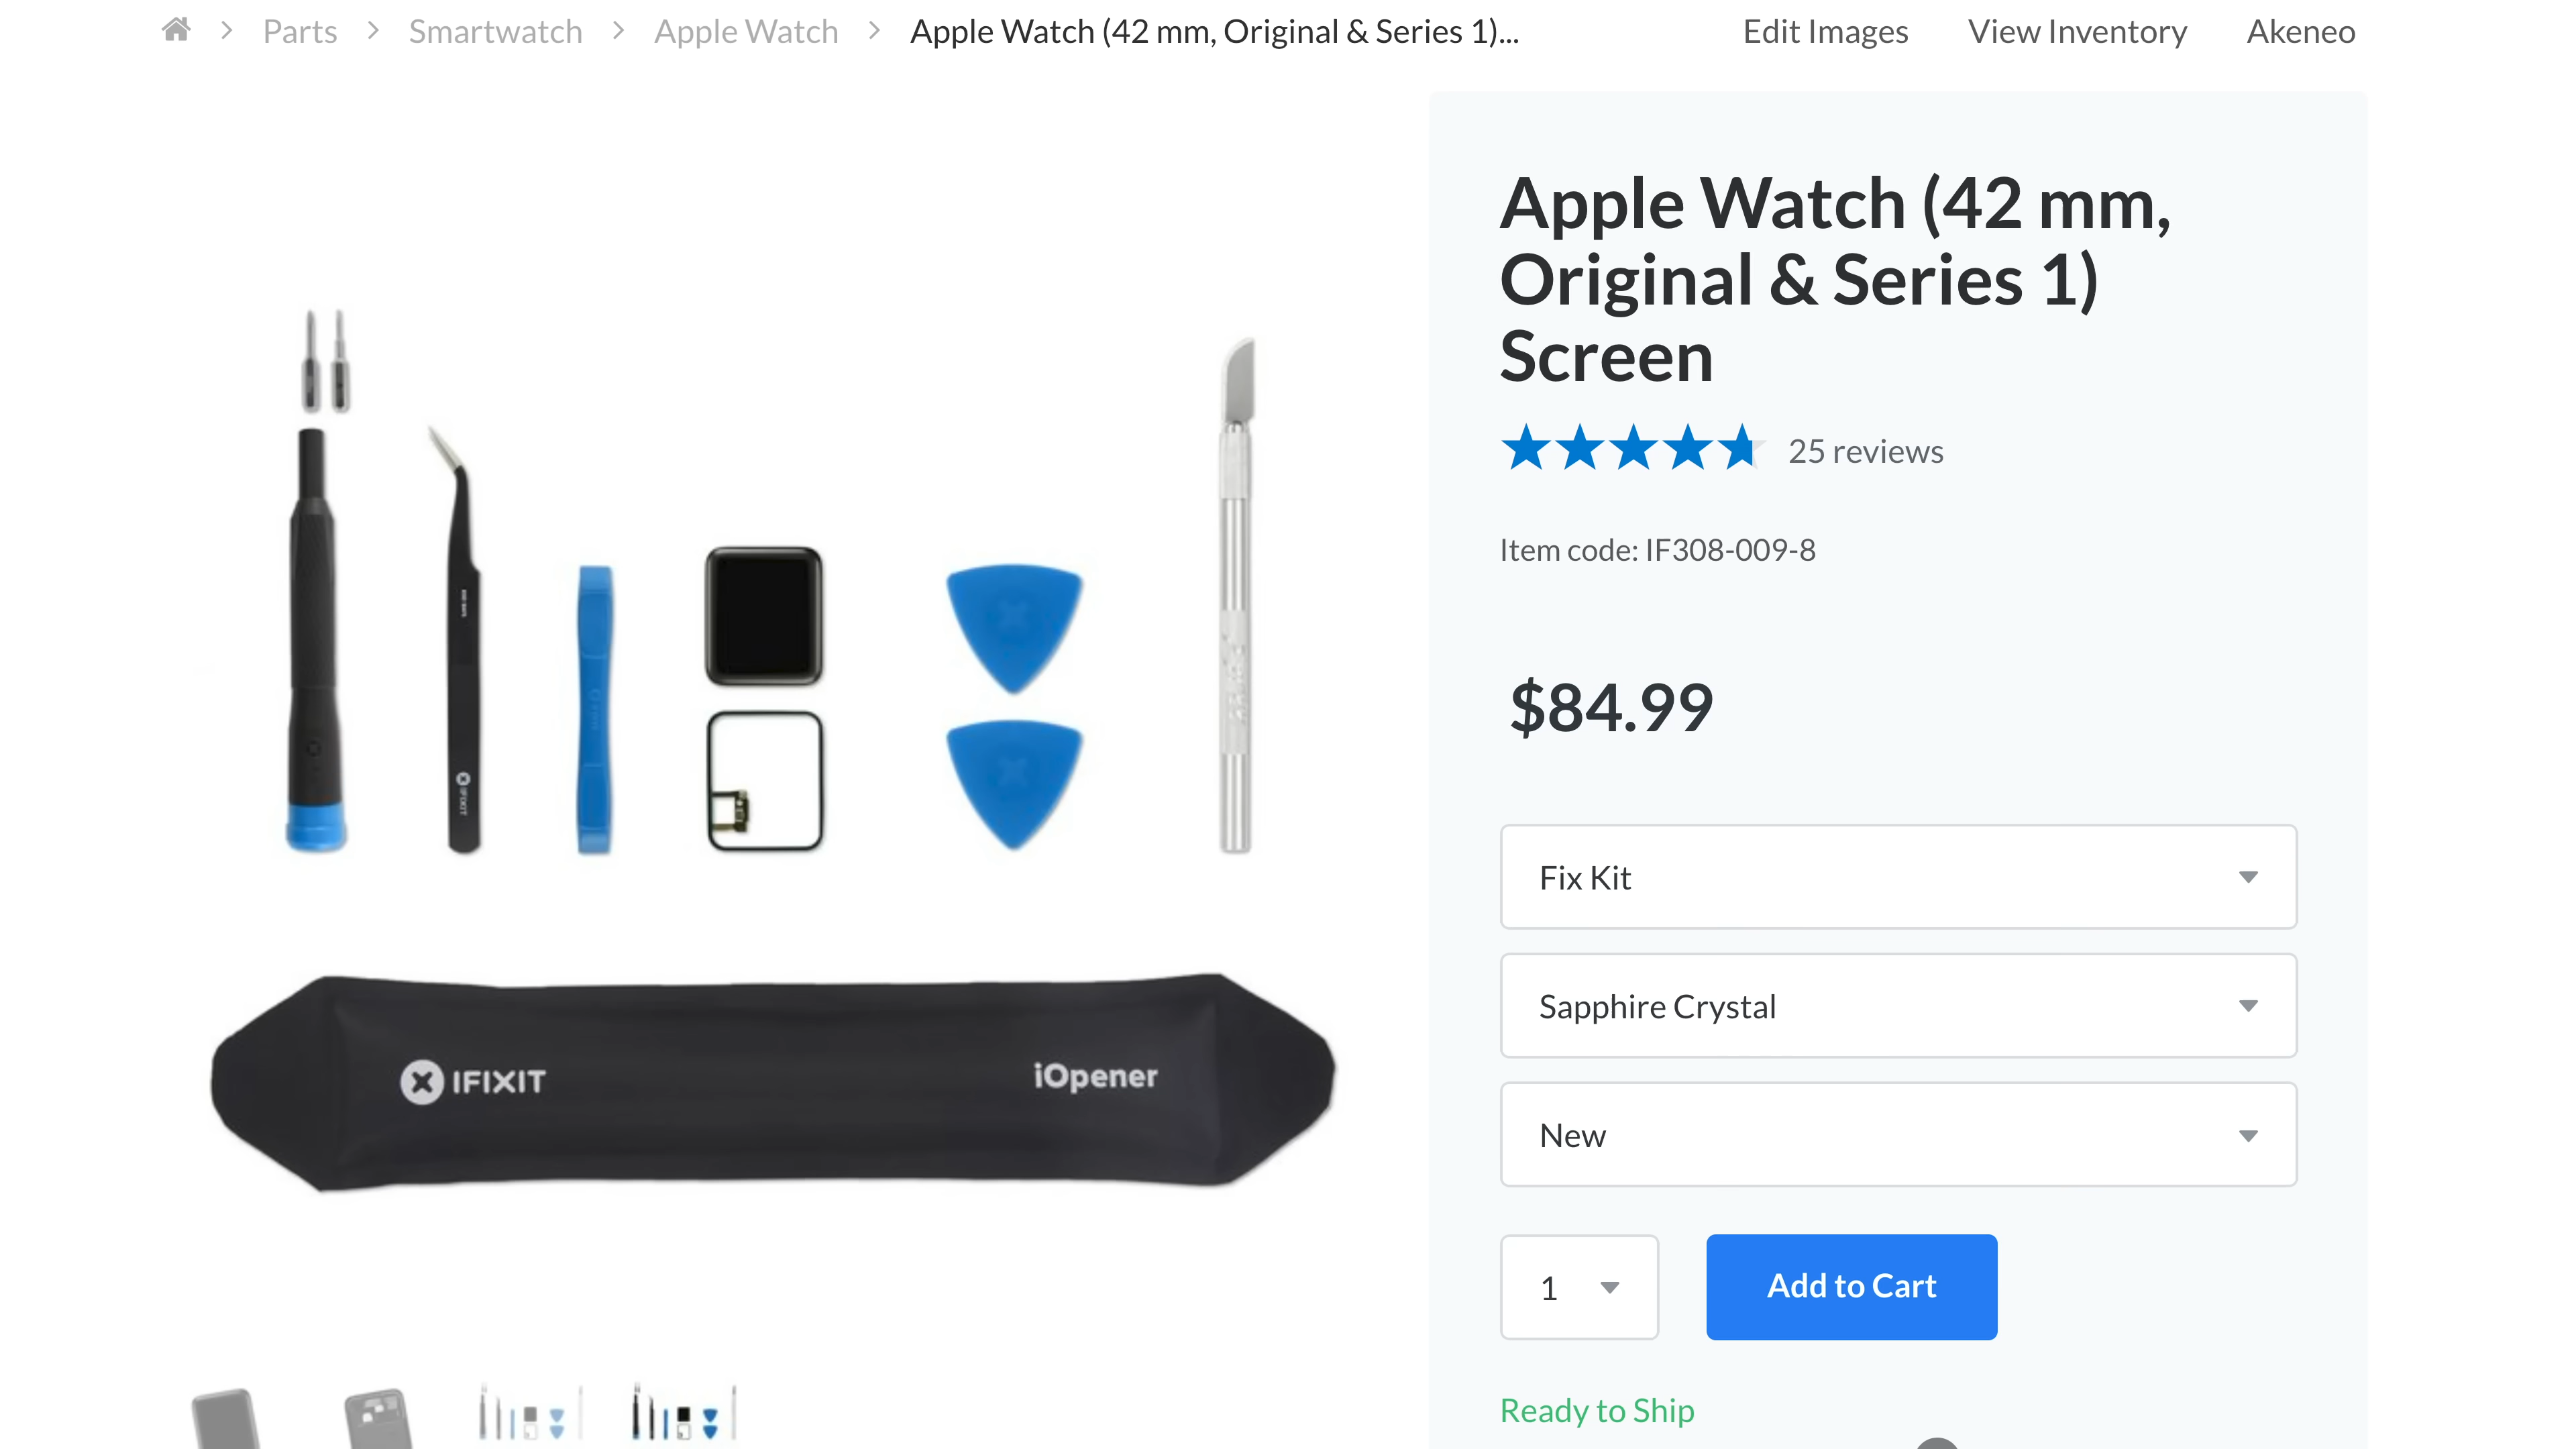 Parts > Smartwatch > Apple Watch > Apple Watch (42 mm, Original & Series 1)...
Edit Images View Inventory Akeneo
Apple Watch (42 mm,
Original & Series 1)
Screen
25 reviews
Item code: IF308-009-8
$84.99
Fix Kit
Sapphire Crystal
New
1
Add to Cart
Ready to Ship
IFIXIT
IFIXIT
iOpener